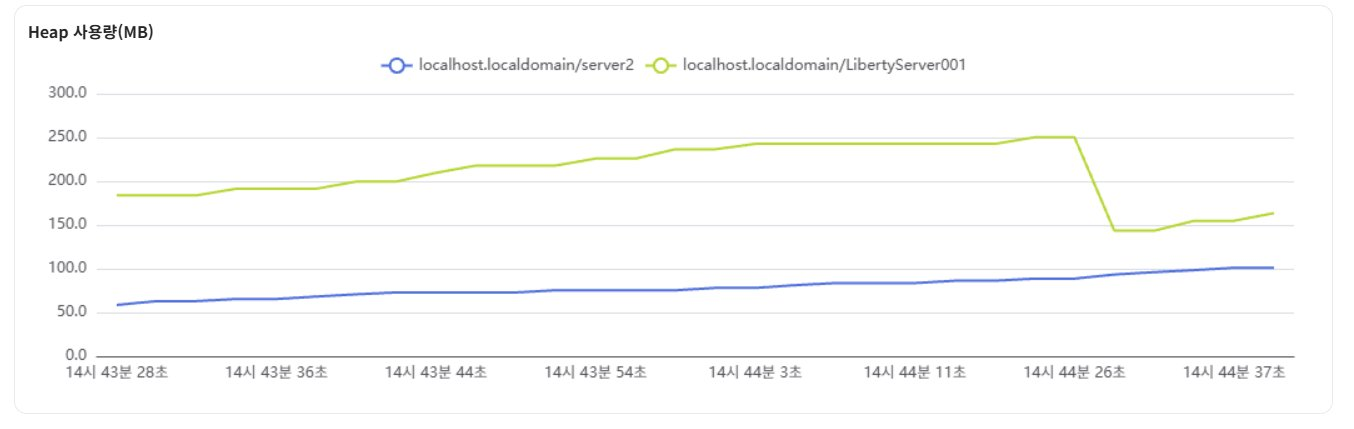 Heap 사용량(MB)
localhost.localdomain/server2 localhost.localdomain/LibertyServer001
300.0
250.0
200.0
150.0
100.0
50.0
0.0
14시 43분 28초 14시 43분 36초 14시 43분 44초 14시 43분 54초 14시 44분 3초 14시 44분 11초 14시 44분 26초 14시 44분 37초